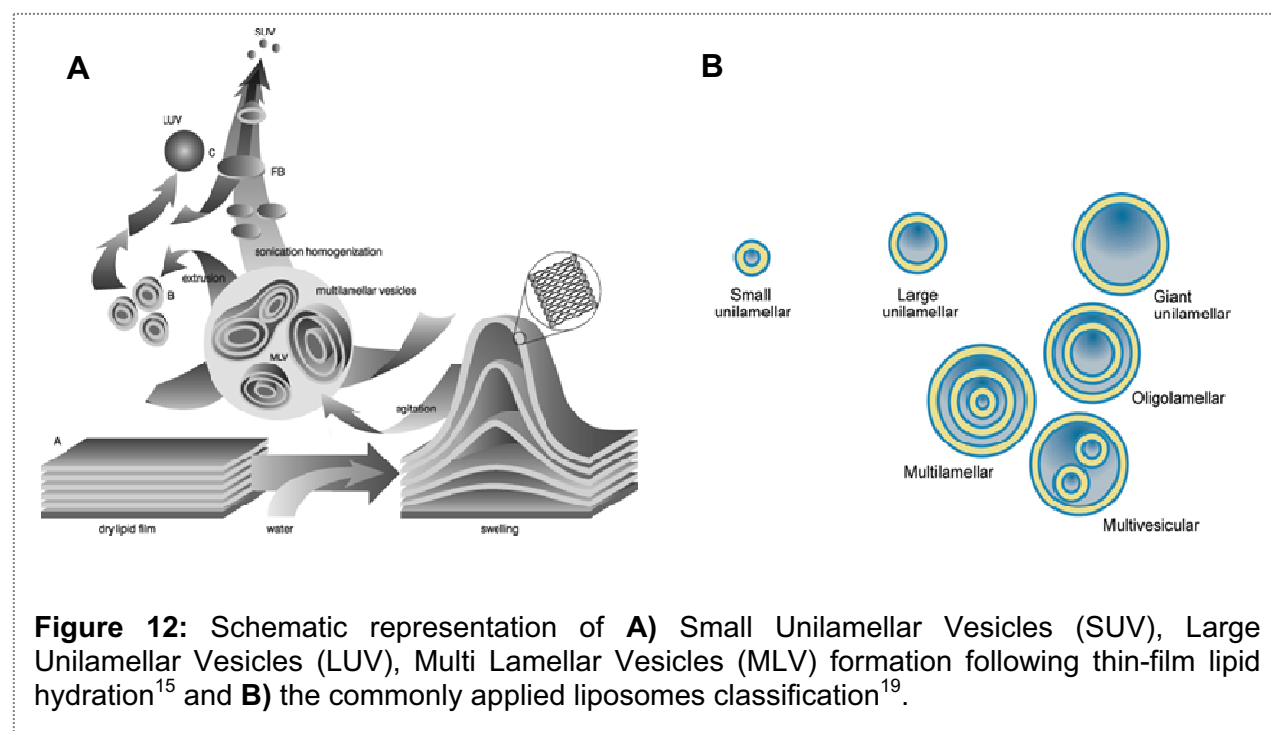 A
SUV
LUV
C
FB
sonication homogenization
extrusion
B
multilamellar vesicles
MLV
agitation
A
dry lipid film
water
swelling
B
Small
unilamellar
Large
unilamellar
Giant
unilamellar
Oligolamellar
Multilamellar
Multivesicular
Figure 12: Schematic representation of A) Small Unilamellar Vesicles (SUV), Large
Unilamellar Vesicles (LUV), Multi Lamellar Vesicles (MLV) formation following thin-film lipid
hydration15 and B) the commonly applied liposomes classification19.